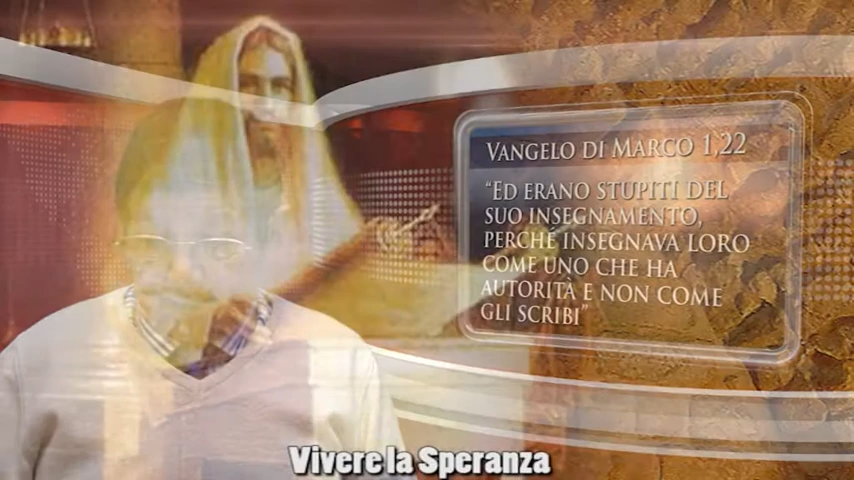 VANGELO DI MARCO 1,22
“ED ERANO STUPITI DEL
SUO INSEGNAMENTO,
PERCHÉ INSEGNAVA LORO
COME UNO CHE HA
AUTORITÀ E NON COME
GLI SCRIBI”
Vivere la Speranza